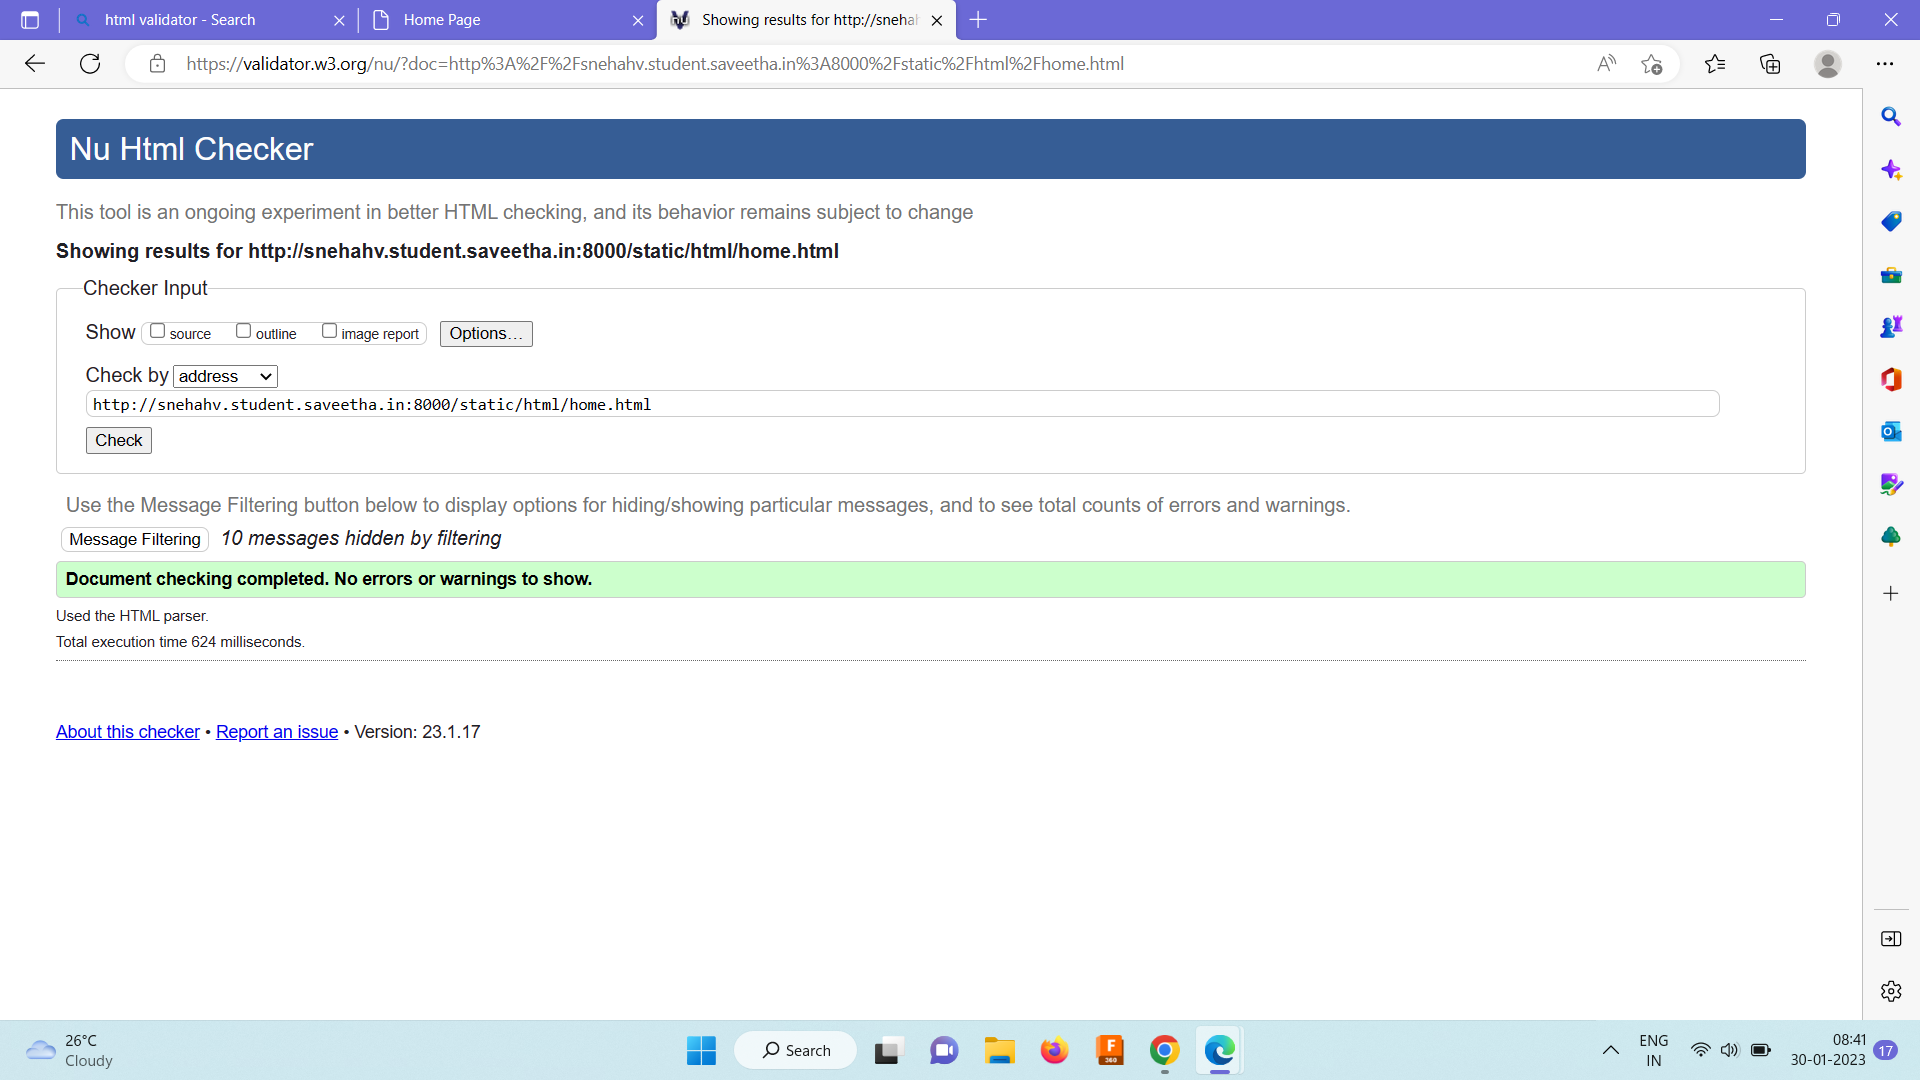 html validator - Search
Home Page
Showing results for http://sneha
https://validator.w3.org/nu/?doc=http%3A%2F%2Fsnehahv.student.saveetha.in%3A8000%2Fstatic%2Fhtml%2Fhome.html
Nu Html Checker
This tool is an ongoing experiment in better HTML checking, and its behavior remains subject to change
Showing results for http://snehahv.student.saveetha.in:8000/static/html/home.html
Checker Input
Show source outline image report Options...
Check by address
http://snehahv.student.saveetha.in:8000/static/html/home.html
Check
Use the Message Filtering button below to display options for hiding/showing particular messages, and to see total counts of errors and warnings.
Message Filtering 10 messages hidden by filtering
Document checking completed. No errors or warnings to show.
Used the HTML parser.
Total execution time 624 milliseconds.
About this checker • Report an issue • Version: 23.1.17
26°C
Cloudy
Search
F
360
ENG
IN
08:41
30-01-2023
17